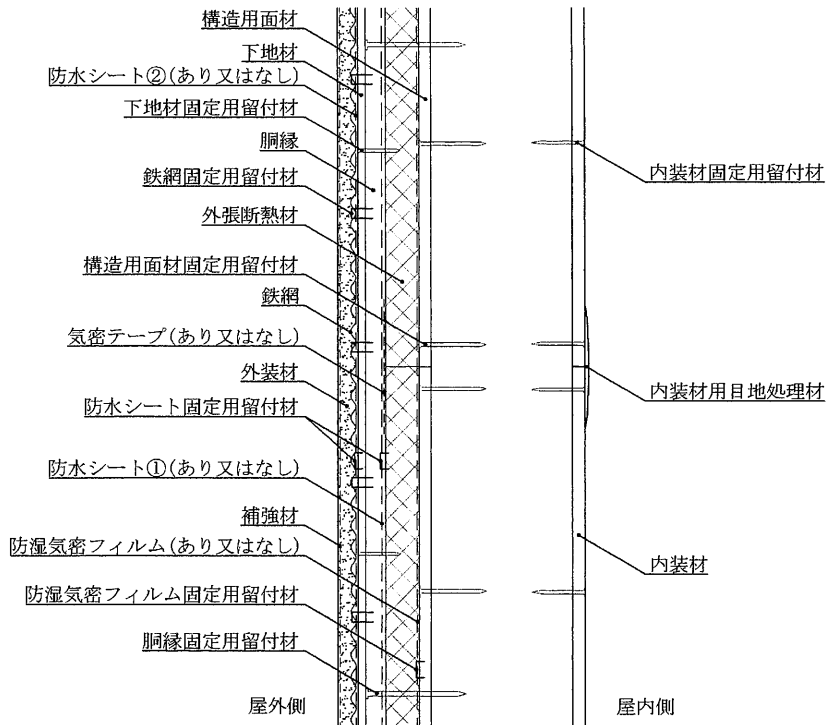 構造用面材
下地材
防水シート②(あり又はなし)
下地材固定用留付材
胴縁
鉄網固定用留付材
外張断熱材
構造用面材固定用留付材
鉄網
気密テープ(あり又はなし)
外装材
防水シート固定用留付材
防水シート①(あり又はなし)
補強材
防湿気密フィルム(あり又はなし)
防湿気密フィルム固定用留付材
胴縁固定用留付材
屋外側
内装材固定用留付材
内装材用目地処理材
内装材
屋内側